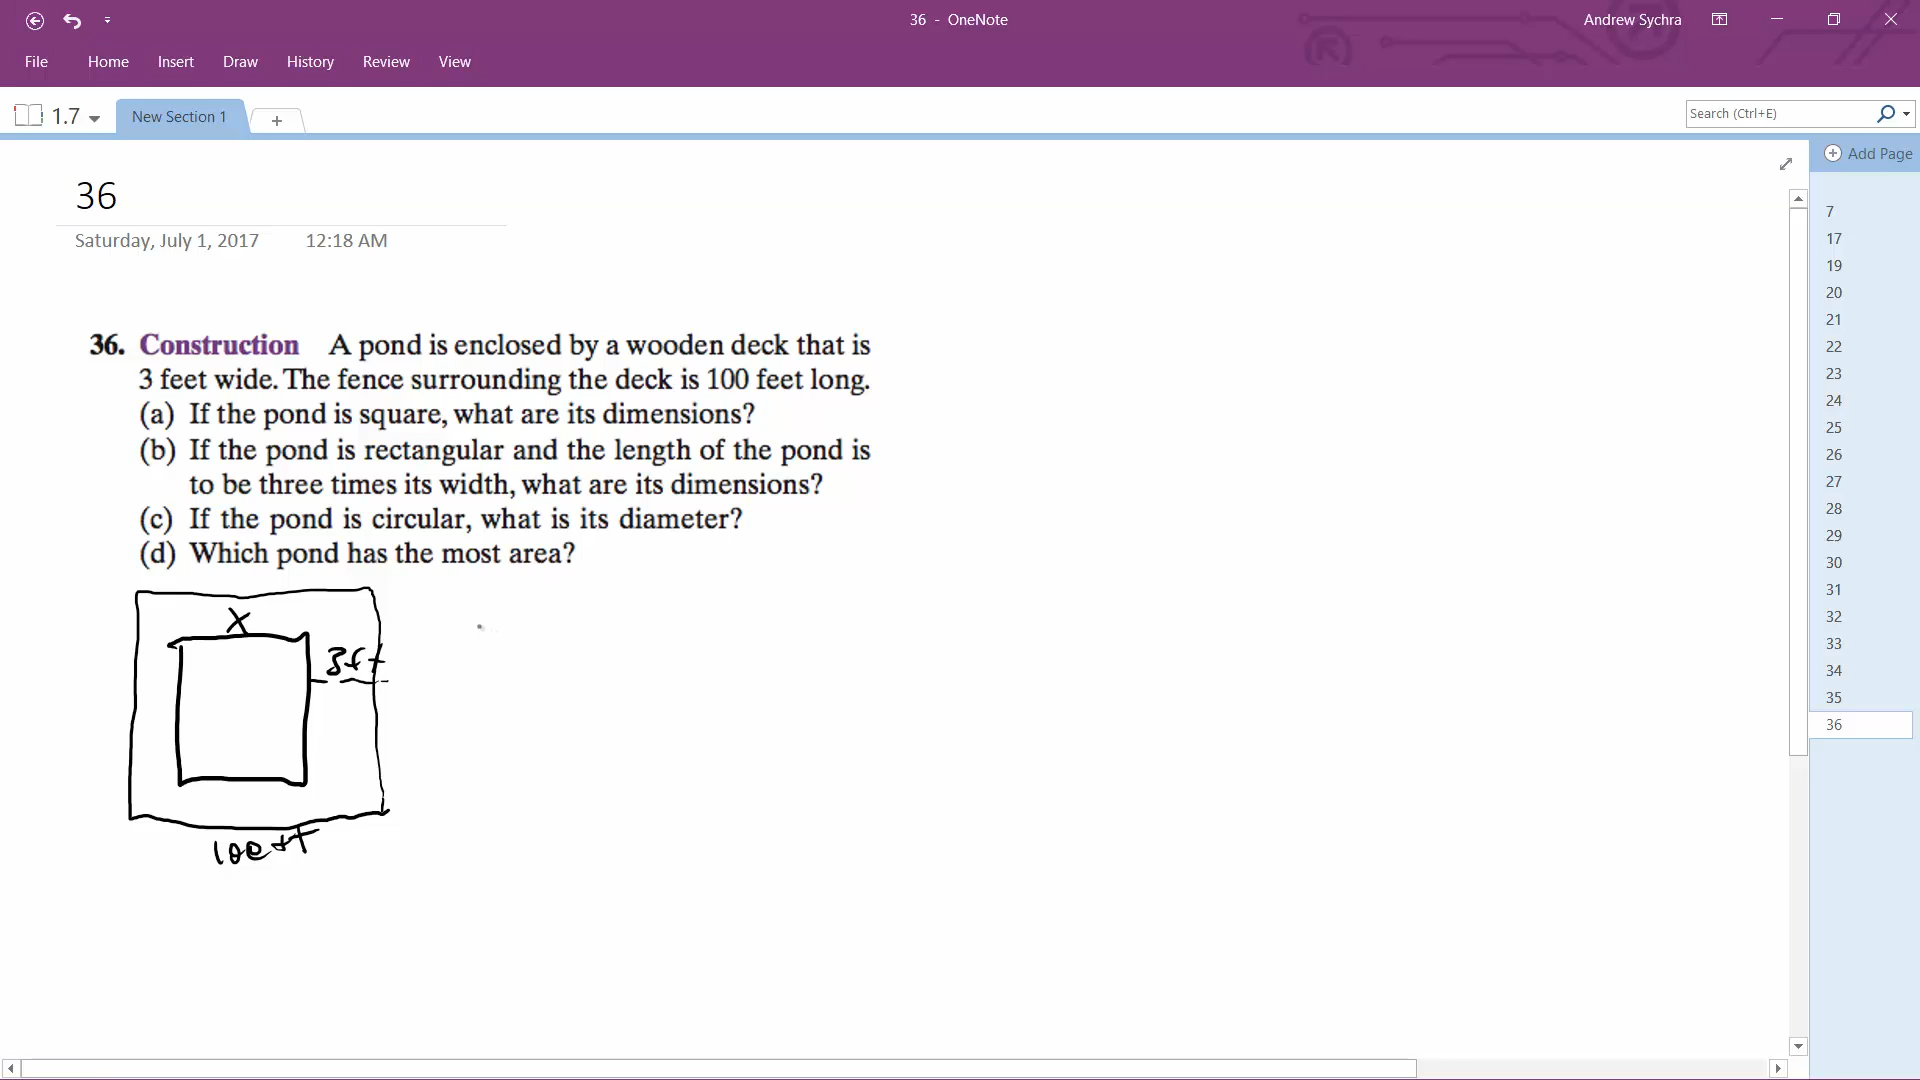 36 - OneNote
Andrew Sychra
File Home Insert Draw History Review View
1.7
New Section 1
+
Search (Ctrl+E)
Add Page
36
Saturday, July 1, 2017 12:18 AM
36. Construction A pond is enclosed by a wooden deck that is
3 feet wide. The fence surrounding the deck is 100 feet long.
(a) If the pond is square, what are its dimensions?
(b) If the pond is rectangular and the length of the pond is
to be three times its width, what are its dimensions?
(c) If the pond is circular, what is its diameter?
(d) Which pond has the most area?
x
3ft
100 ft
7
17
19
20
21
22
23
24
25
26
27
28
29
30
31
32
33
34
35
36